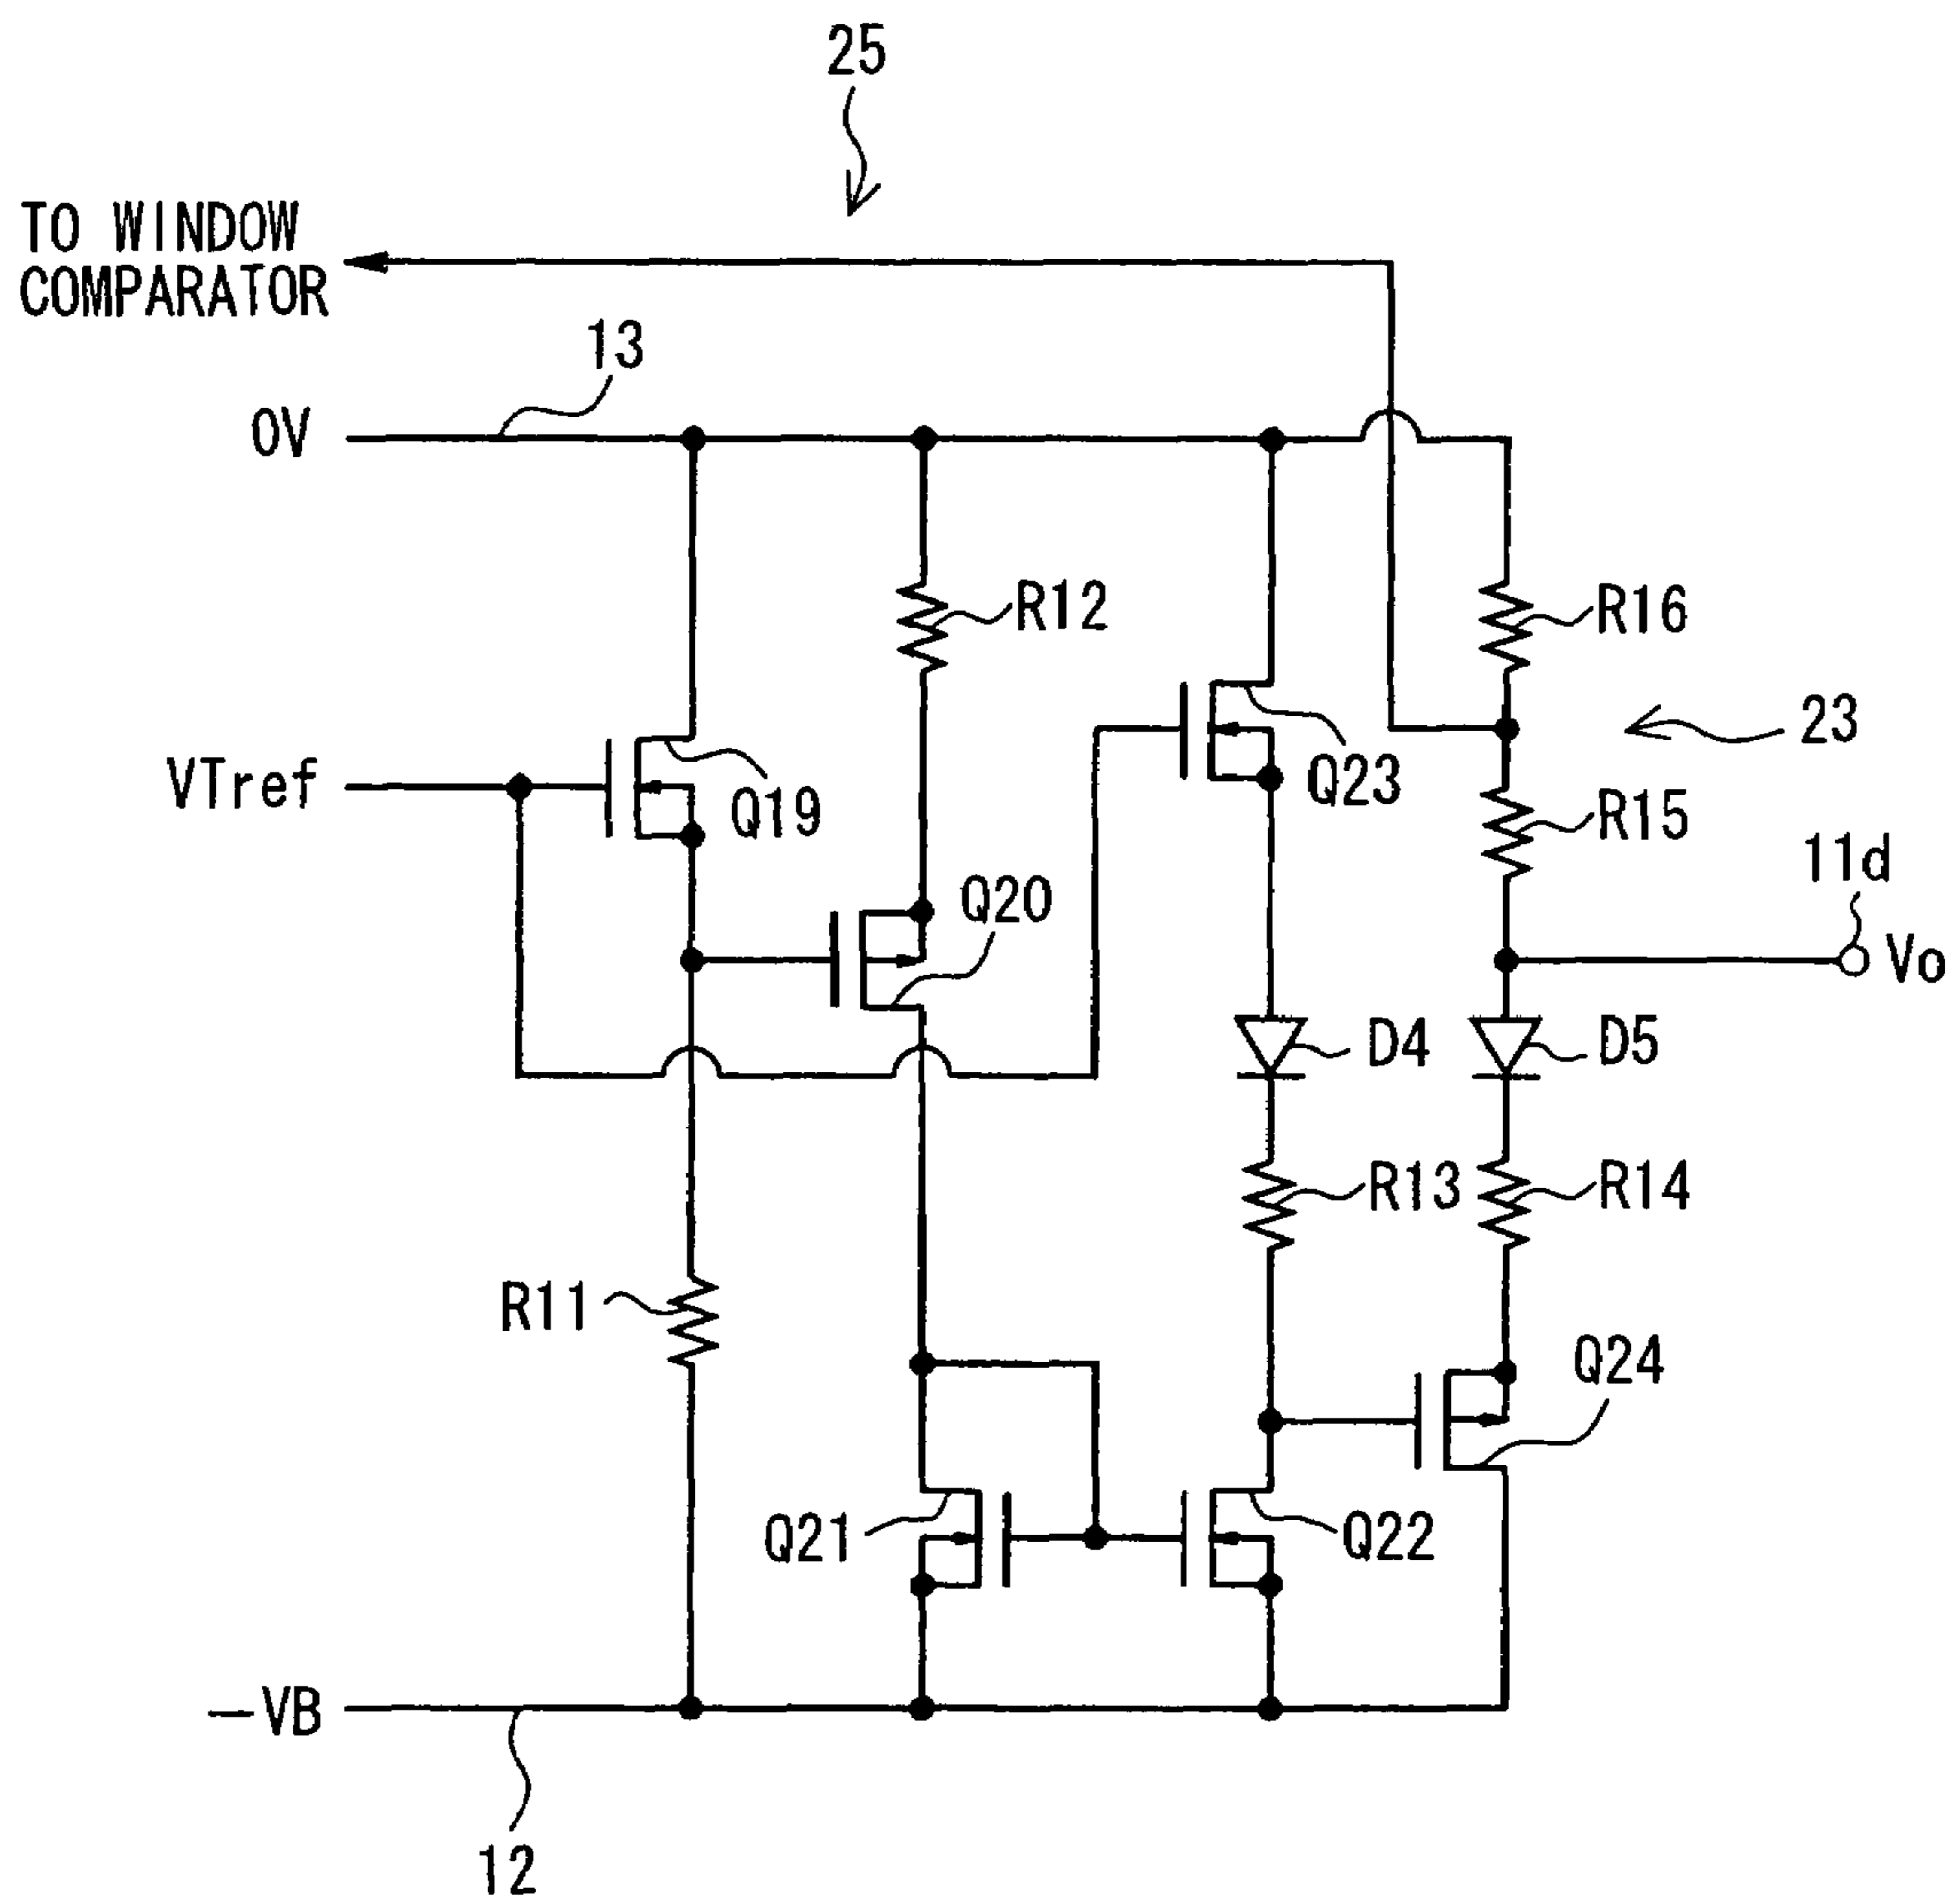 25
TO WINDOW
COMPARATOR
13
0V
R12
R16
23
VTref
Q19
Q23
R15
11d
Q20
Vo
D4
D5
R13
R14
R11
Q24
Q21
Q22
−VB
12